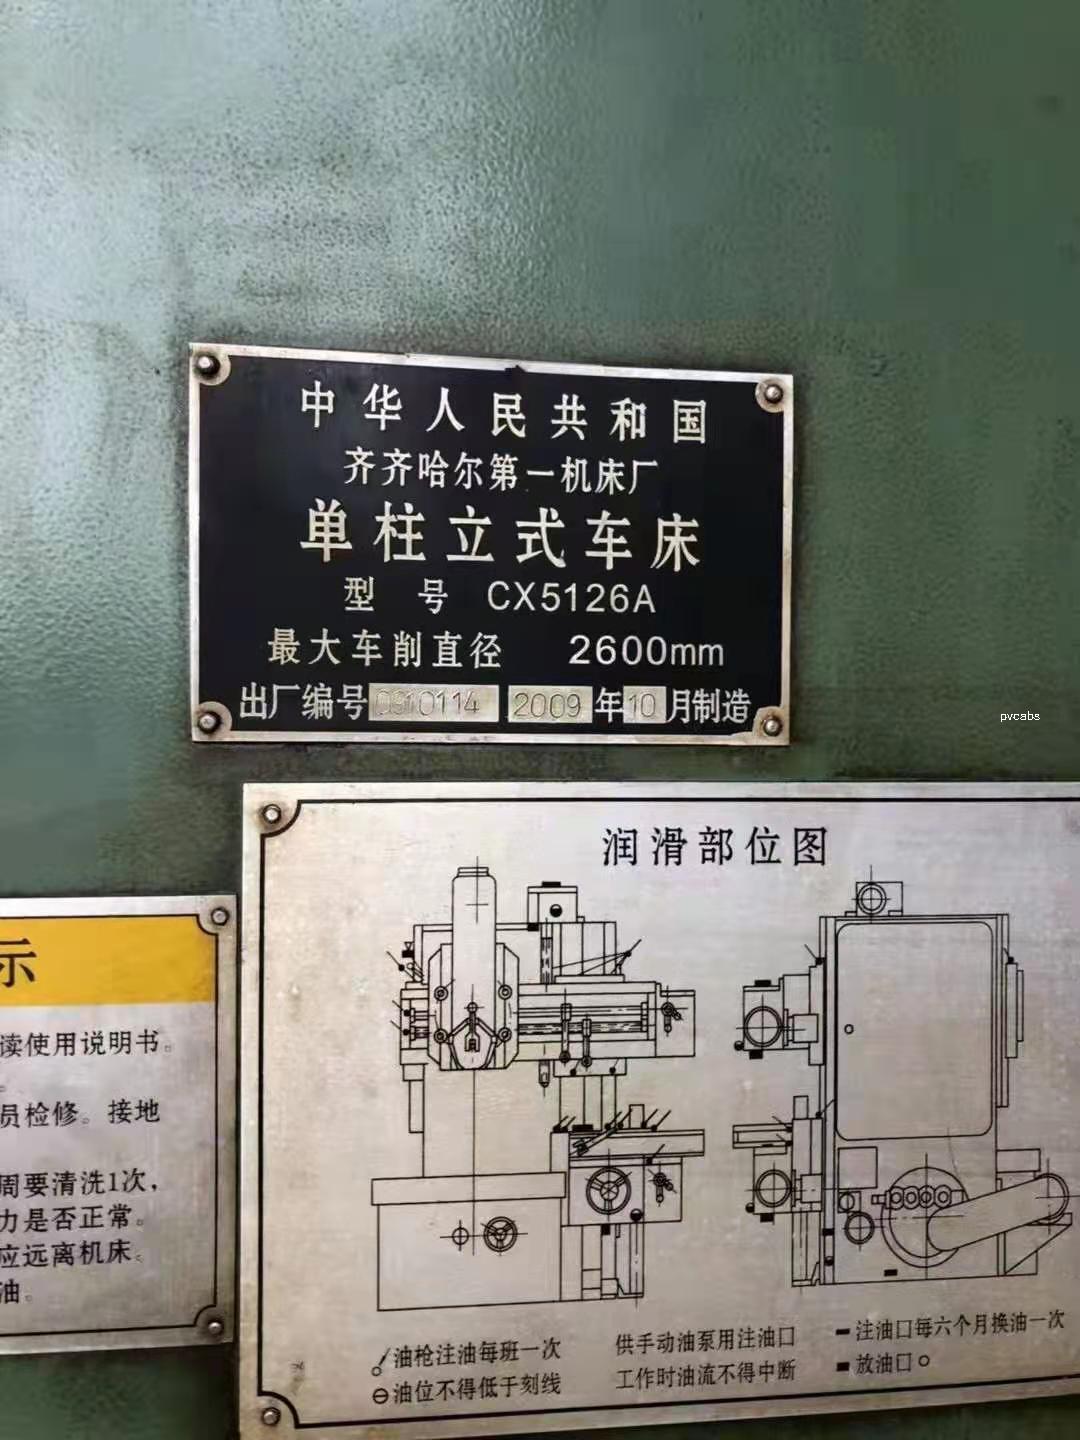 中华人民共和国
齐齐哈尔第一机床厂
单柱立式车床
型 号 CX5126A
最大车削直径 2600mm
出厂编号 0910114 2009 年 10 月制造
pvcabs
润滑部位图
示
读使用说明书。
员检修。接地
周要清洗1次，
力是否正常。
应远离机床。
油。
油枪注油每班一次
油位不得低于刻线
供手动油泵用注油口
工作时油流不得中断
注油口每六个月换油一次
放油口